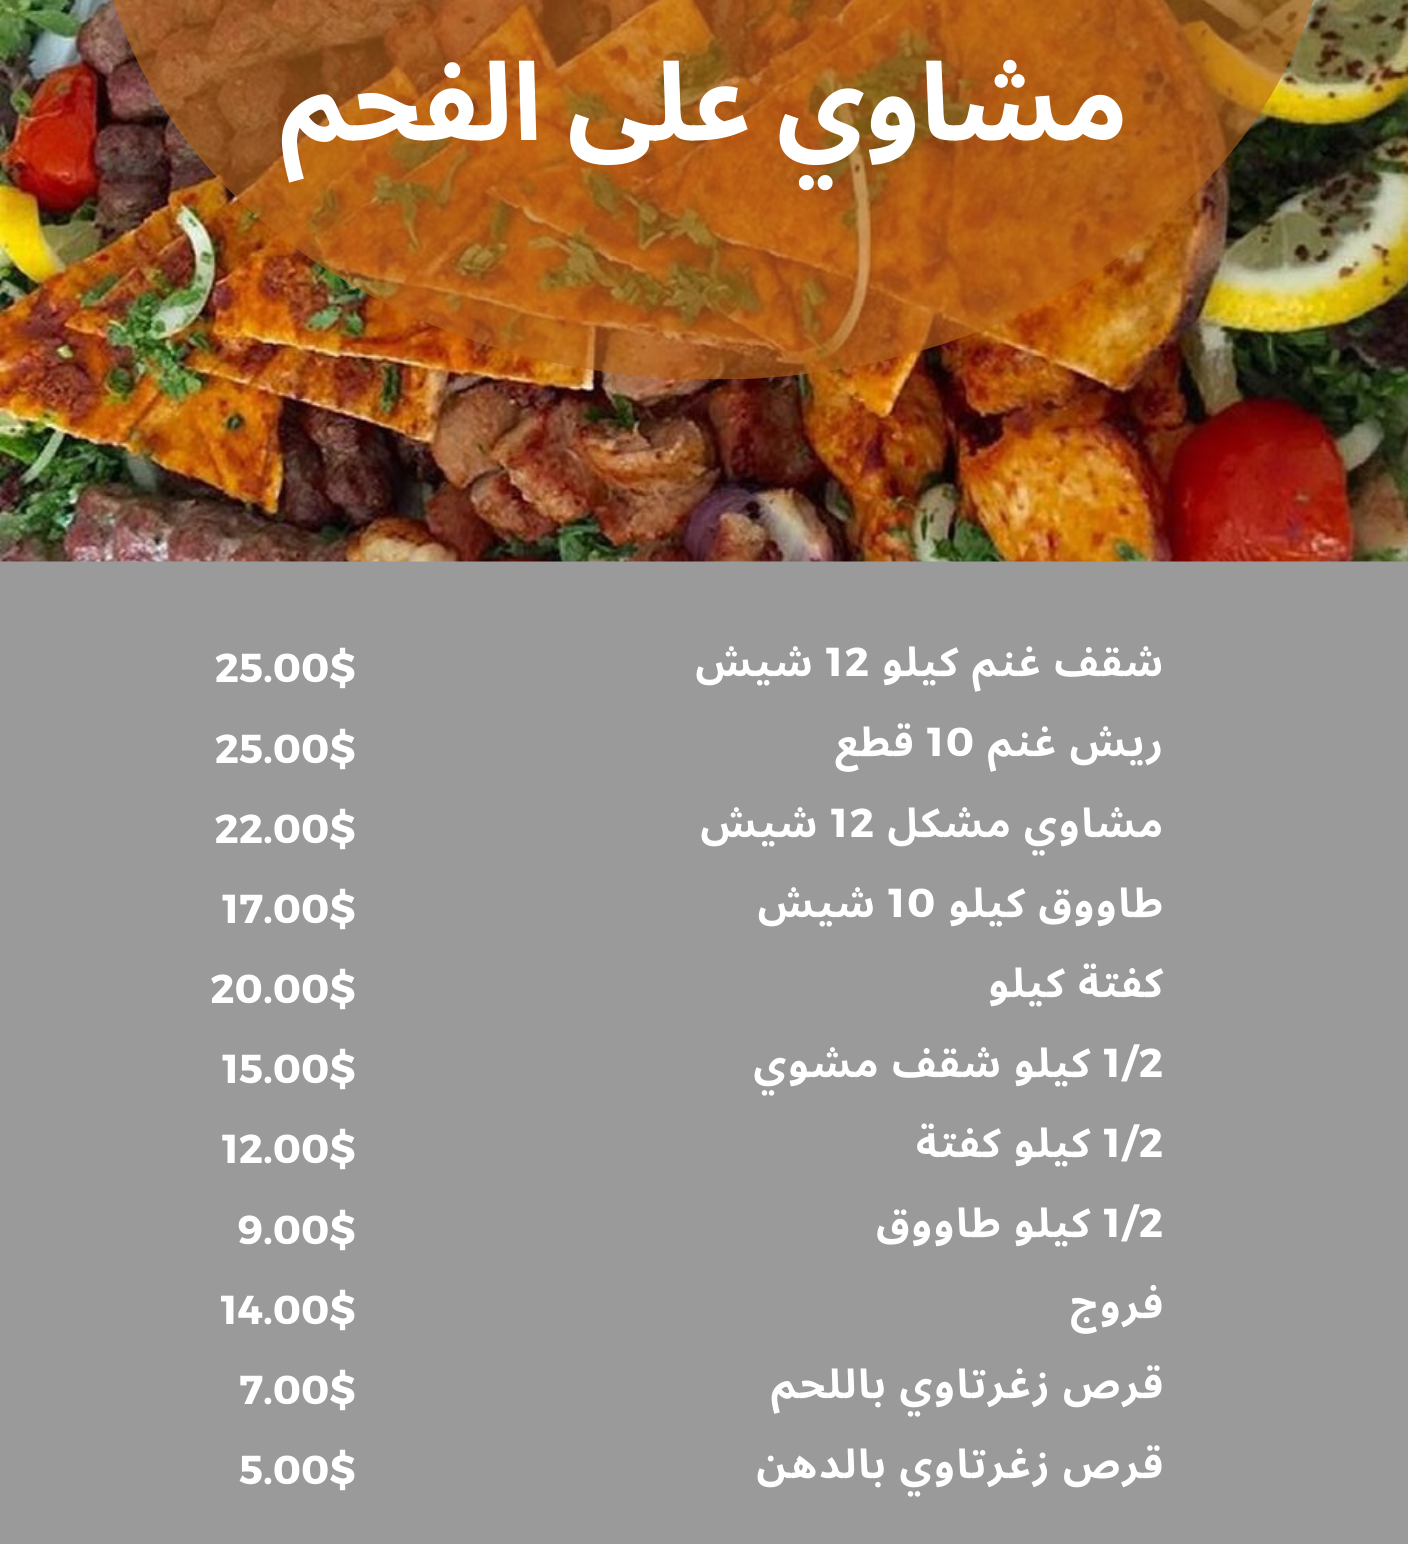 مشاوي على الفحم
شقف غنم كيلو 12 شيش 25.00$
ريش غنم 10 قطع 25.00$
مشاوي مشكل 12 شيش 22.00$
طاووق كيلو 10 شيش 17.00$
كفتة كيلو 20.00$
1/2 كيلو شقف مشوي 15.00$
1/2 كيلو كفتة 12.00$
1/2 كيلو طاووق 9.00$
فروج 14.00$
قرص زغرتاوي باللحم 7.00$
قرص زغرتاوي بالدهن 5.00$